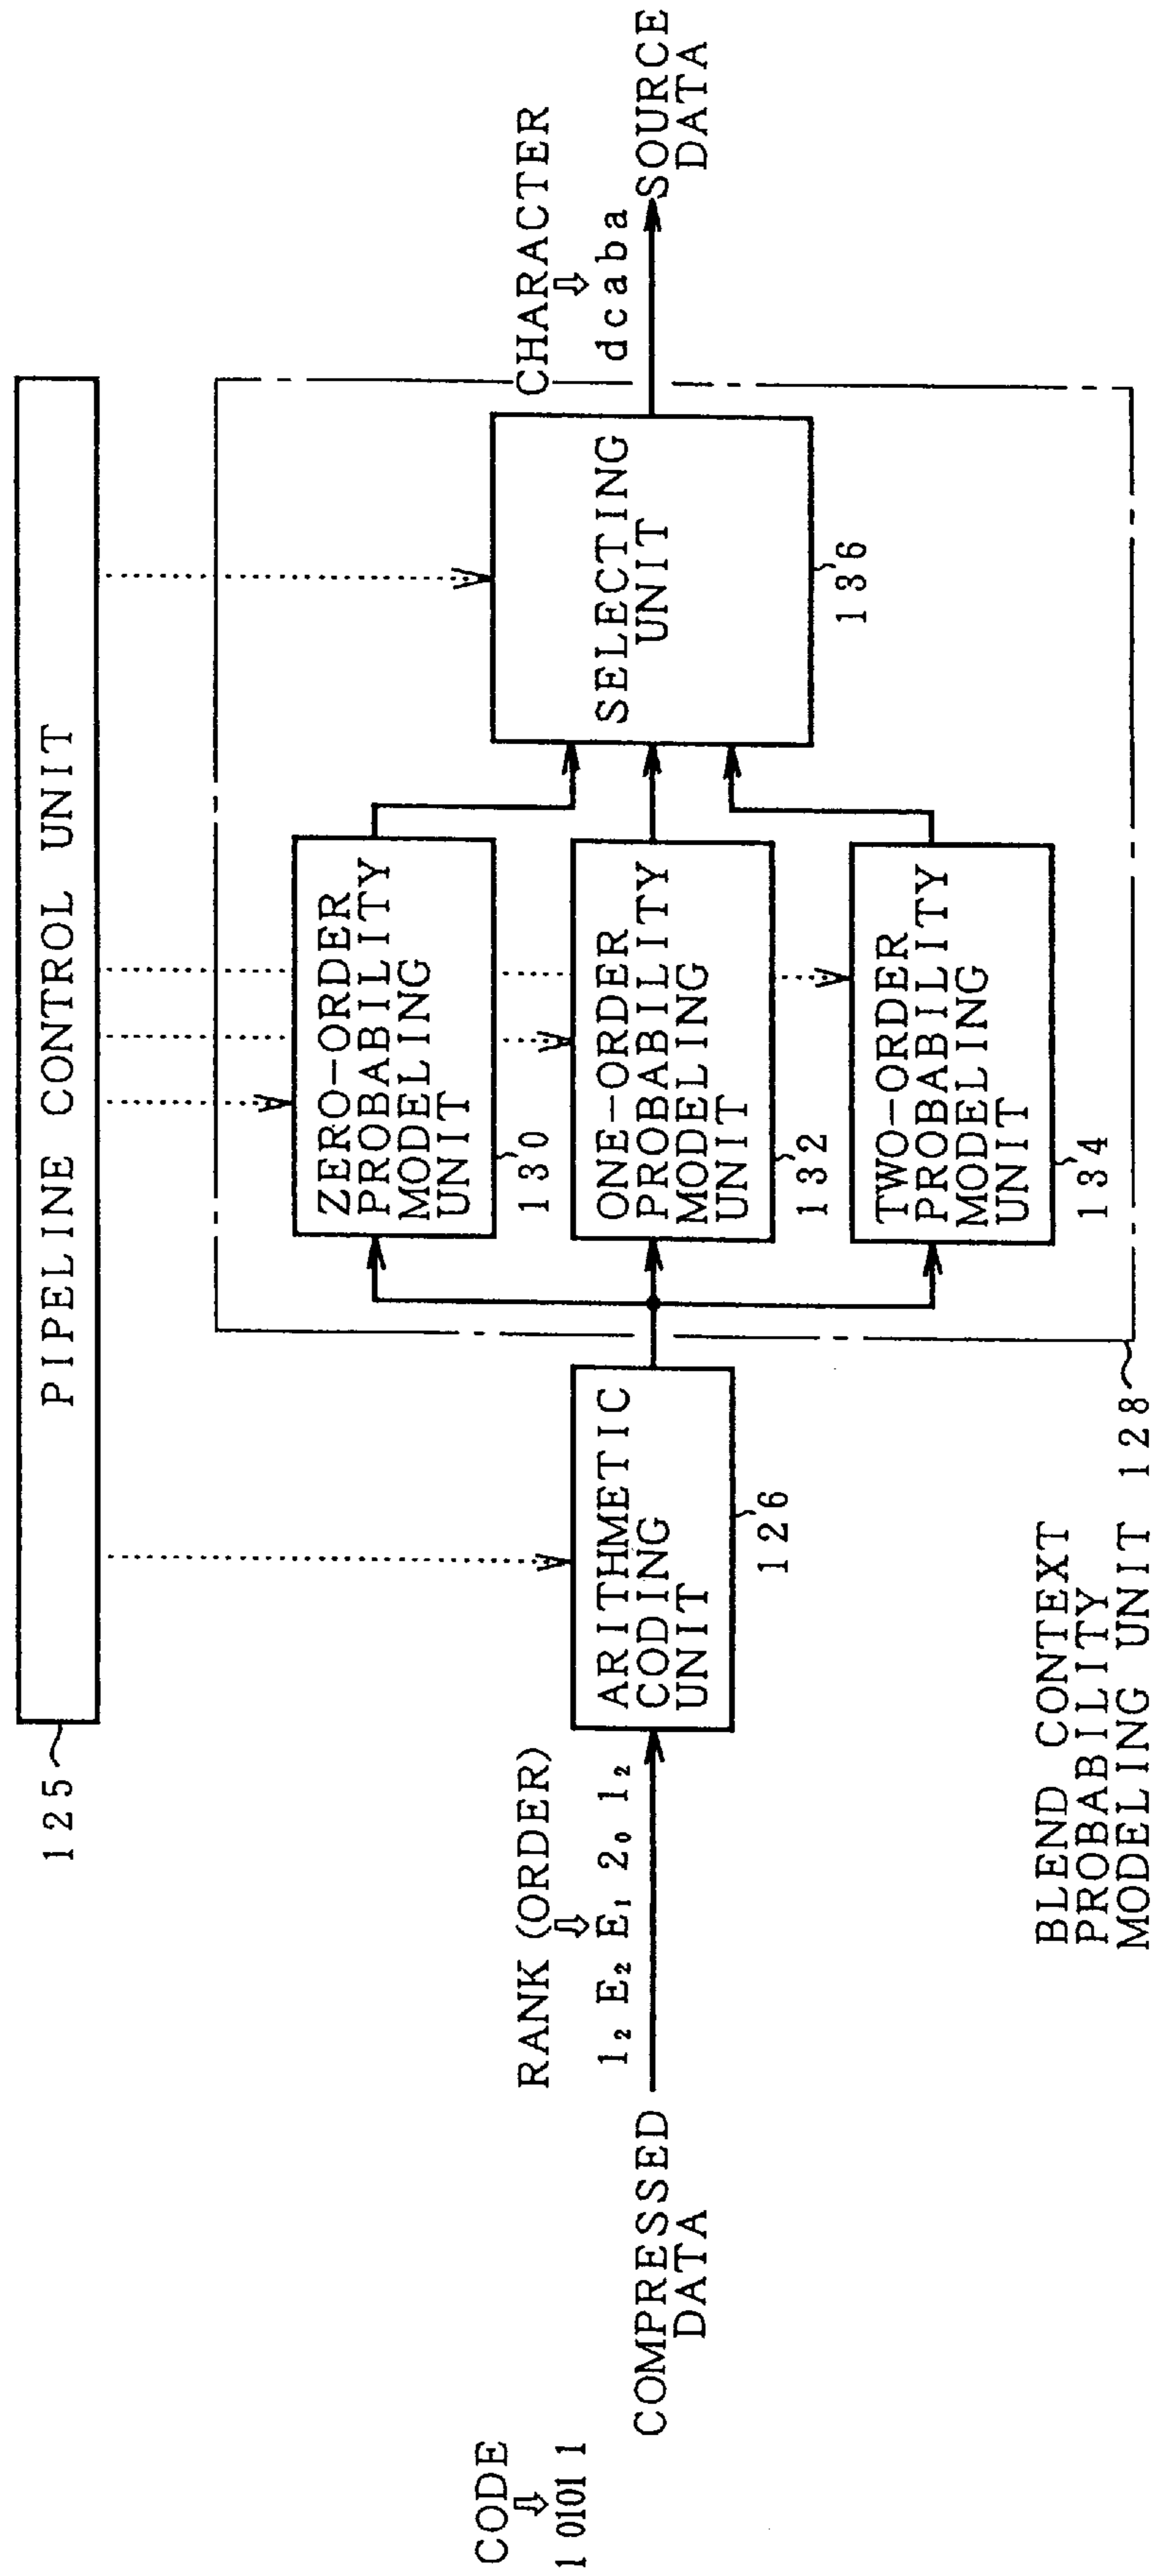 PIPELINE CONTROL UNIT
125
CODE
⇩
1 0101 1
RANK (ORDER)
⇩
1₂ E₂ E₁ 2₀ 1₂
COMPRESSED
DATA
ARITHMETIC
CODING
UNIT
126
ZERO-ORDER
PROBABILITY
MODELING
UNIT
130
ONE-ORDER
PROBABILITY
MODELING
UNIT
132
TWO-ORDER
PROBABILITY
MODELING
UNIT
134
SELECTING
UNIT
136
CHARACTER
⇩
d c a b a
SOURCE
DATA
BLEND CONTEXT
PROBABILITY
MODELING UNIT 128